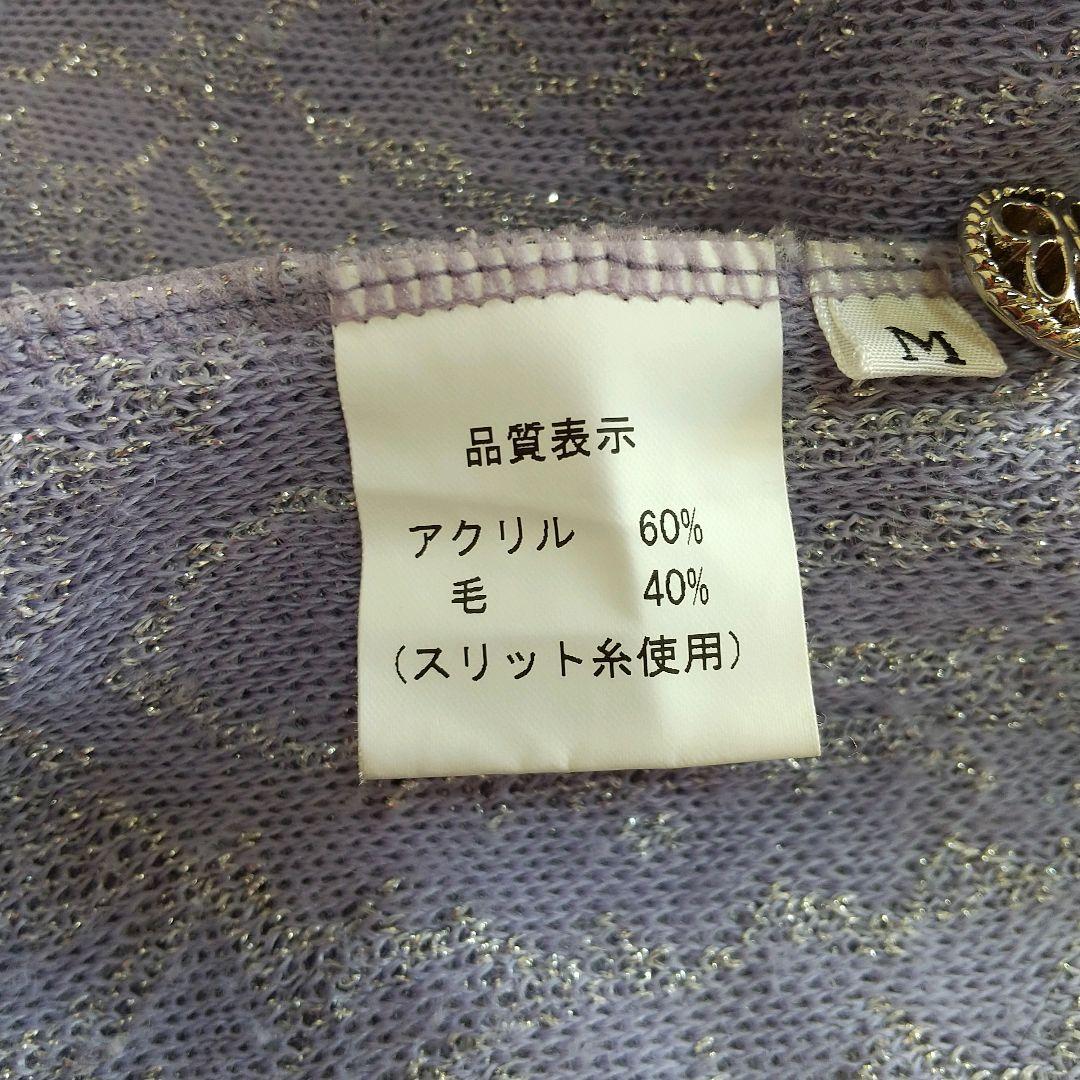 M
品質表示
アクリル 60%
毛 40%
(スリット糸使用)